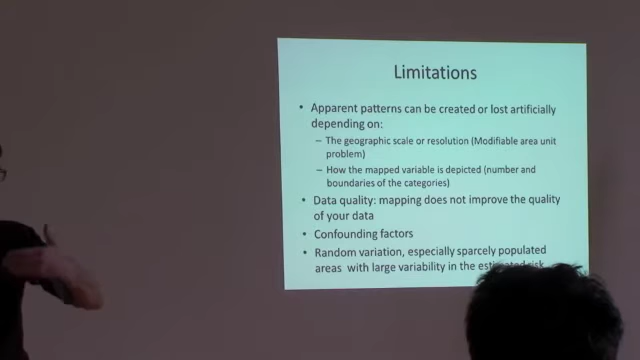 Limitations
• Apparent patterns can be created or lost artificially
depending on:
– The geographic scale or resolution (Modifiable area unit
problem)
– How the mapped variable is depicted (number and
boundaries of the categories)
• Data quality: mapping does not improve the quality
of your data
• Confounding factors
• Random variation, especially sparcely populated
areas with large variability in the estimated risk